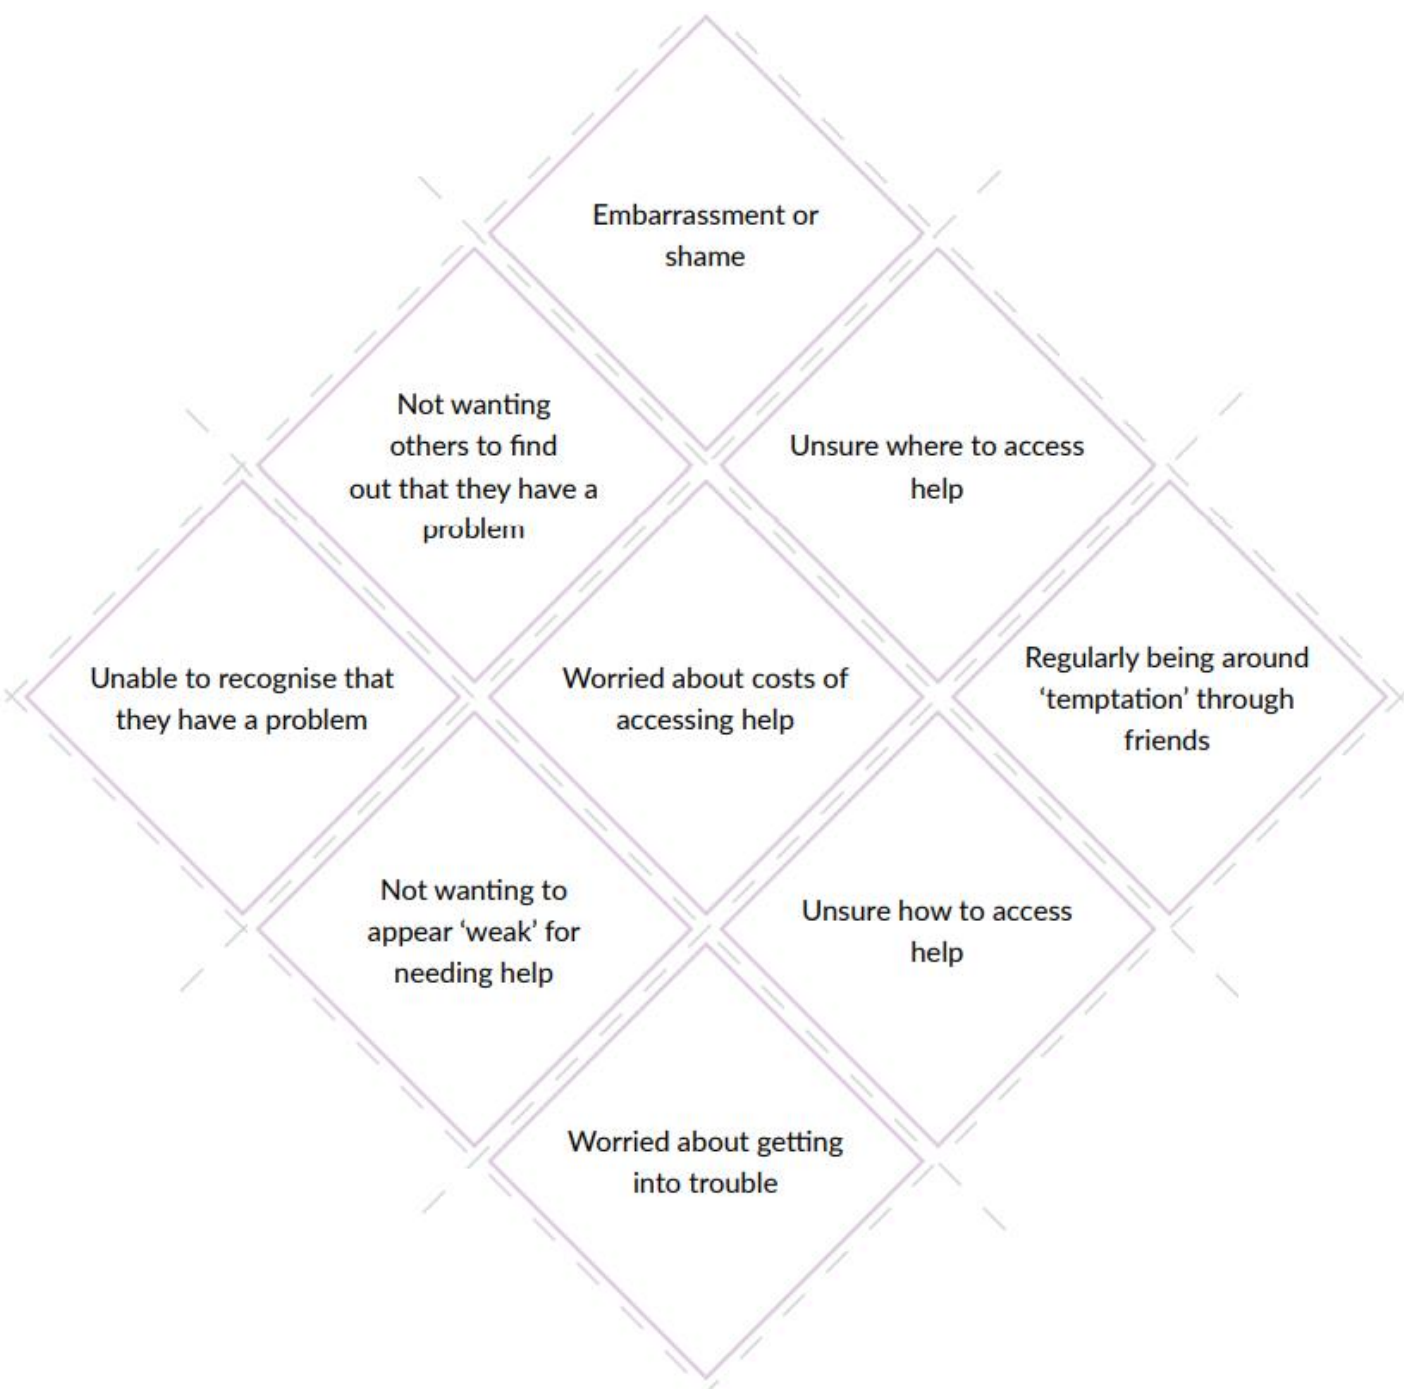 Embarrassment or
shame
Not wanting
others to find
out that they have a
problem
Unsure where to access
help
Unable to recognise that
they have a problem
Worried about costs of
accessing help
Regularly being around
‘temptation’ through
friends
Not wanting to
appear ‘weak’ for
needing help
Unsure how to access
help
Worried about getting
into trouble